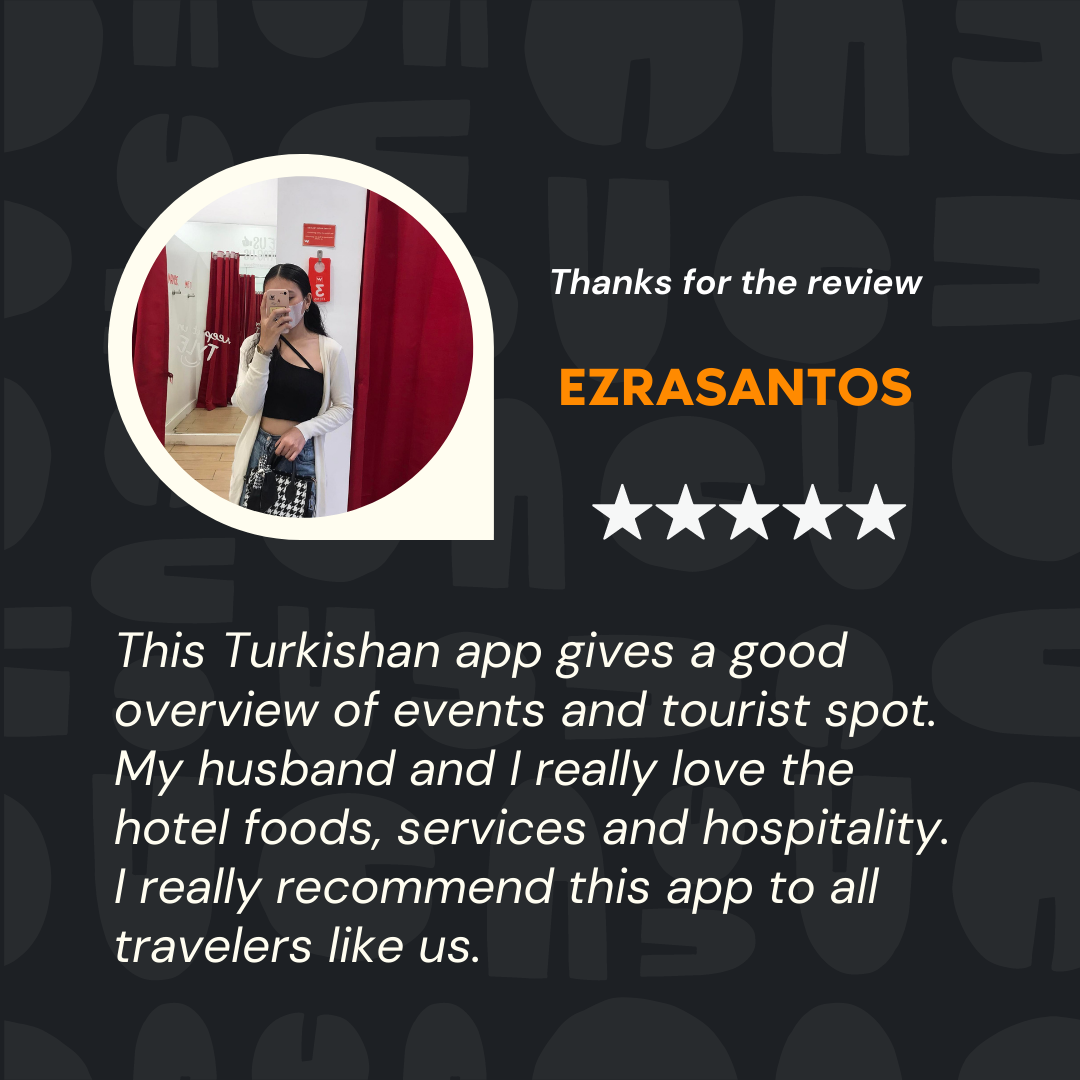 Thanks for the review
EZRASANTOS
This Turkishan app gives a good
overview of events and tourist spot.
My husband and I really love the
hotel foods, services and hospitality.
I really recommend this app to all
travelers like us.